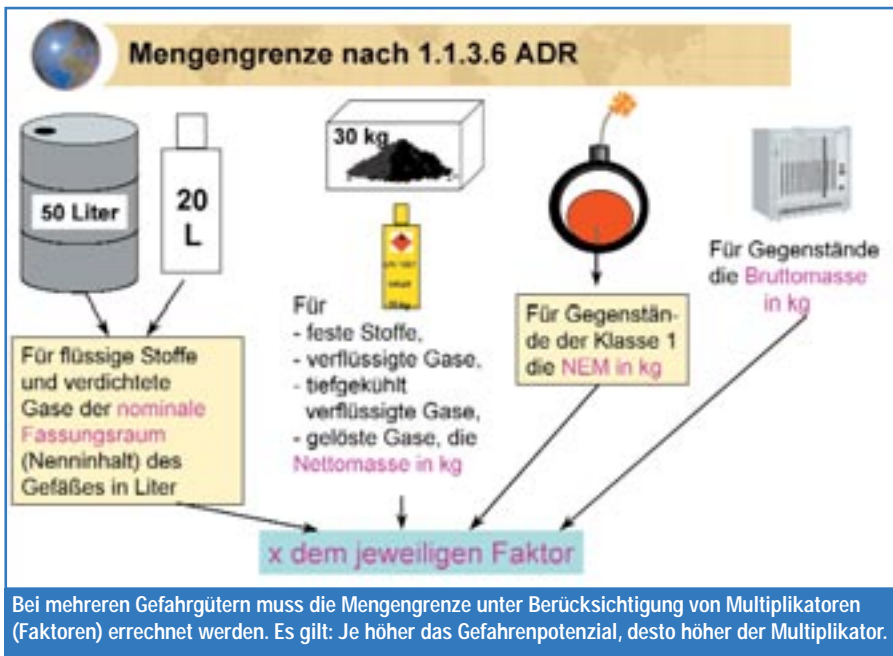 Mengengrenze nach 1.1.3.6 ADR
50 Liter
20
L
30 kg
Für flüssige Stoffe
und verdichtete
Gase der nominale
Fassungsraum
(Nenninhalt) des
Gefäßes in Liter
Für
- feste Stoffe,
- verflüssigte Gase,
- tiefgekühlt
verflüssigte Gase,
- gelöste Gase, die
Nettomasse in kg
Für Gegenstän-
de der Klasse 1
die NEM in kg
Für Gegenstände
die Bruttomasse
in kg
x dem jeweiligen Faktor
Bei mehreren Gefahrgütern muss die Mengengrenze unter Berücksichtigung von Multiplikatoren
(Faktoren) errechnet werden. Es gilt: Je höher das Gefahrenpotenzial, desto höher der Multiplikator.